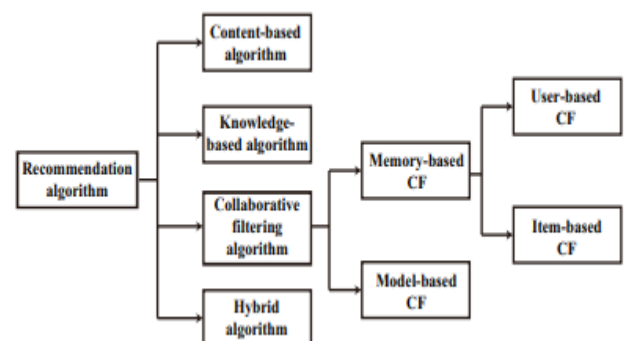 Recommendation
algorithm
Content-based
algorithm
Knowledge-
based algorithm
Collaborative
filtering
algorithm
Hybrid
algorithm
Memory-based
CF
Model-based
CF
User-based
CF
Item-based
CF